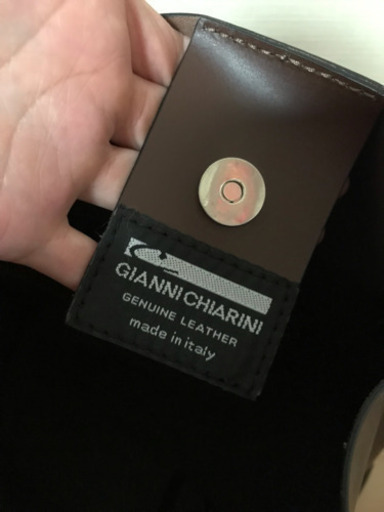 GIANNI CHIARINI
GENUINE LEATHER
made in italy